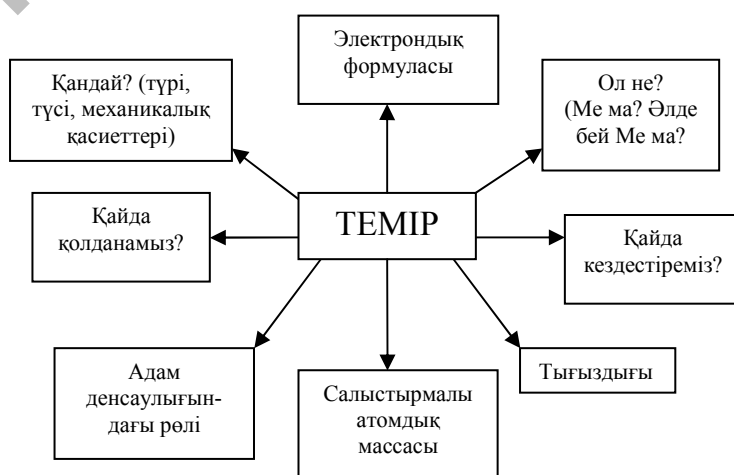 Электрондық
формуласы
Қандай? (түрі,
түсі, механикалық
қасиеттері)
Ол не?
(Ме ма? Әлде
бей Ме ма?
ТЕМІР
Қайда
қолданамыз?
Қайда
кездестіреміз?
Адам
денсаулығын-
дағы рөлі
Салыстырмалы
атомдық
массасы
Тығыздығы